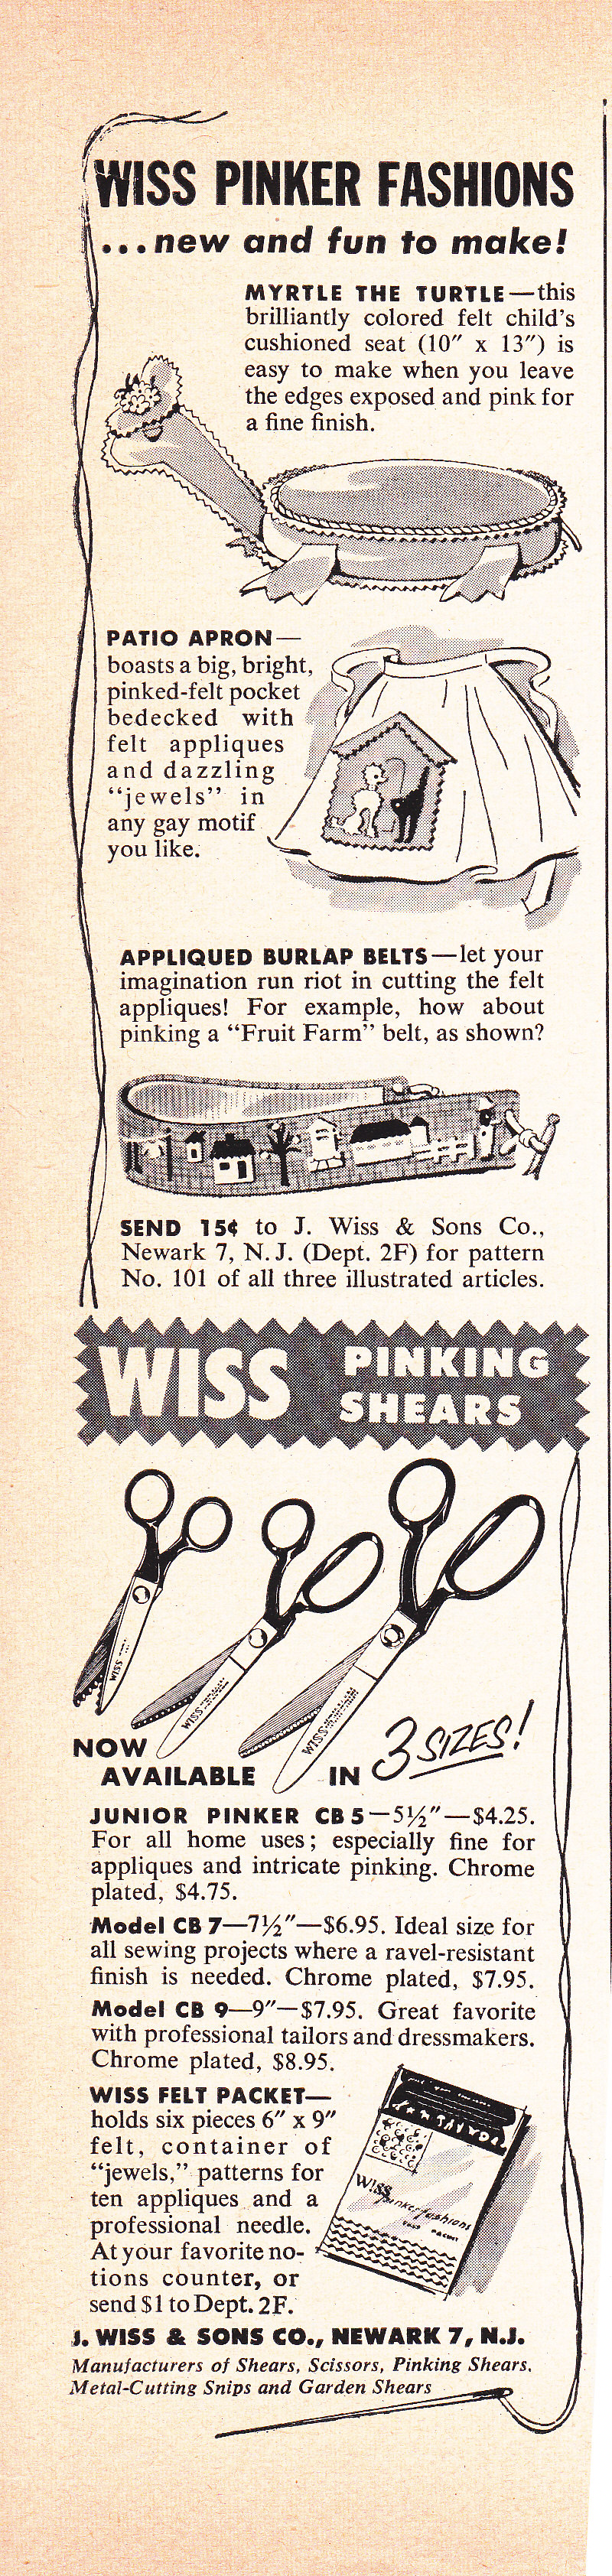 WISS PINKER FASHIONS
...new and fun to make!
MYRTLE THE TURTLE—this
brilliantly colored felt child's
cushioned seat (10″ x 13″) is
easy to make when you leave
the edges exposed and pink for
a fine finish.
PATIO APRON—
boasts a big, bright,
pinked-felt pocket
bedecked with
felt appliques
and dazzling
“jewels” in
any gay motif
you like.
APPLIQUED BURLAP BELTS—let your
imagination run riot in cutting the felt
appliques! For example, how about
pinking a “Fruit Farm” belt, as shown?
SEND 15¢ to J. Wiss & Sons Co.,
Newark 7, N.J. (Dept. 2F) for pattern
No. 101 of all three illustrated articles.
WISS PINKING
SHEARS
WISS
WISS
WISS
NOW
AVAILABLE IN 3 SIZES!
JUNIOR PINKER CB5—5½″—$4.25.
For all home uses; especially fine for
appliques and intricate pinking. Chrome
plated, $4.75.
Model CB 7—7½″—$6.95. Ideal size for
all sewing projects where a ravel-resistant
finish is needed. Chrome plated, $7.95.
Model CB 9—9″—$7.95. Great favorite
with professional tailors and dressmakers.
Chrome plated, $8.95.
WISS FELT PACKET—
holds six pieces 6″ x 9″
felt, container of
“jewels,” patterns for
ten appliques and a
professional needle.
At your favorite no-
tions counter, or
send $1 to Dept. 2F.
WISS
pinkerfashions
J. WISS & SONS CO., NEWARK 7, N.J.
Manufacturers of Shears, Scissors, Pinking Shears,
Metal-Cutting Snips and Garden Shears